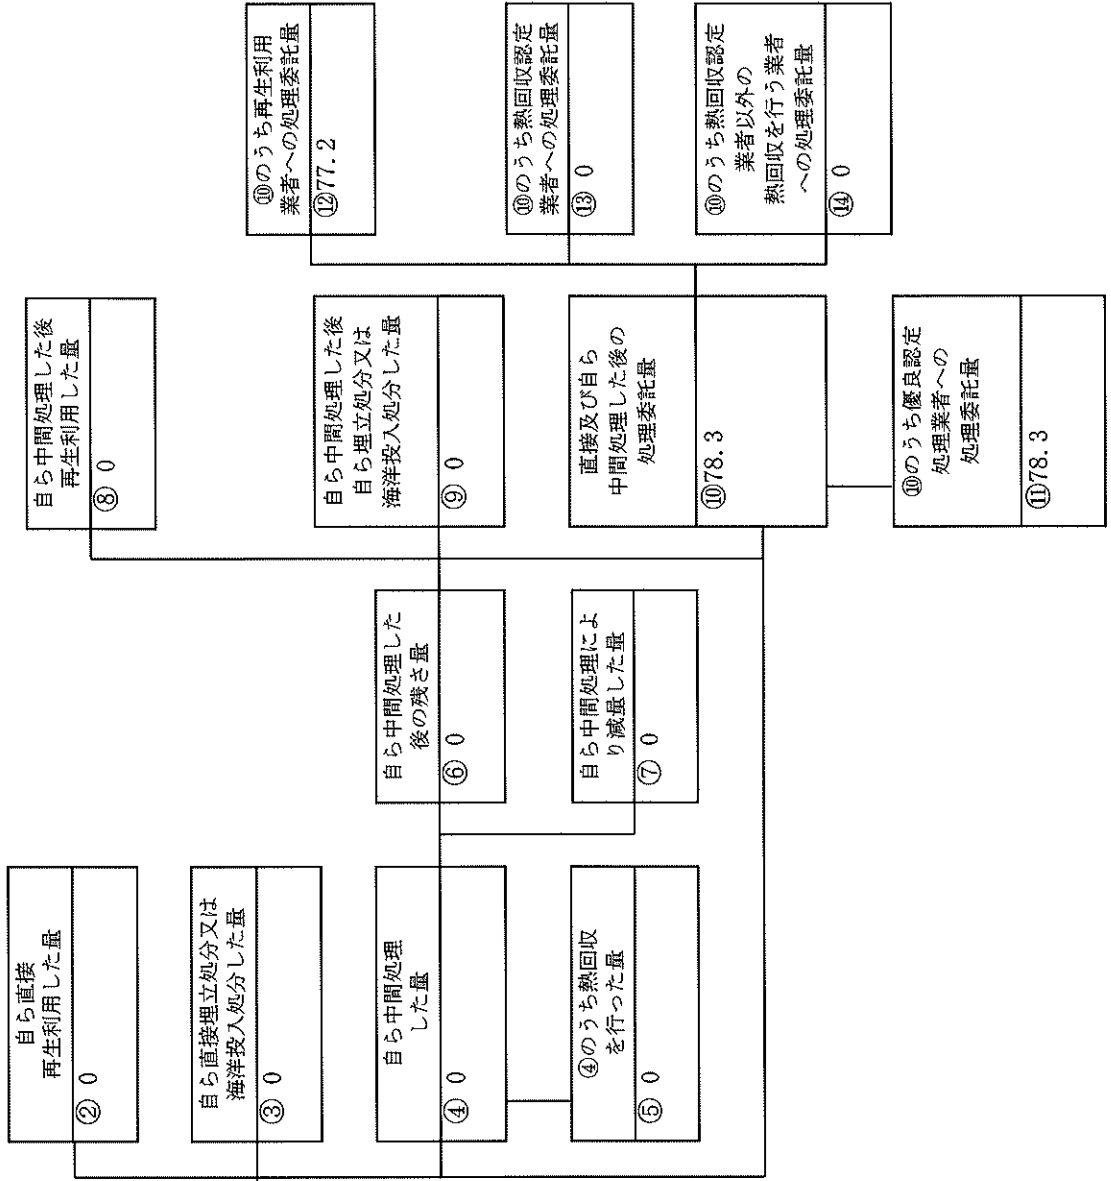 自ら直接
再生利用した量
② 0
自ら直接埋立処分又は
海洋投入処分した量
③ 0
自ら中間処理
した量
④ 0
④のうち熱回収
を行った量
⑤ 0
自ら中間処理した
後の残さ量
⑥ 0
自ら中間処理によ
り減量した量
⑦ 0
自ら中間処理した後
再生利用した量
⑧ 0
自ら中間処理した後
自ら埋立処分又は
海洋投入処分した量
⑨ 0
直接及び自ら
中間処理した後の
処理委託量
⑩78.3
⑩のうち優良認定
処理業者への
処理委託量
⑪78.3
⑩のうち再生利用
業者への処理委託量
⑫77.2
⑩のうち熱回収認定
業者への処理委託量
⑬ 0
⑩のうち熱回収認定
業者以外の
熱回収を行う業者
への処理委託量
⑭ 0